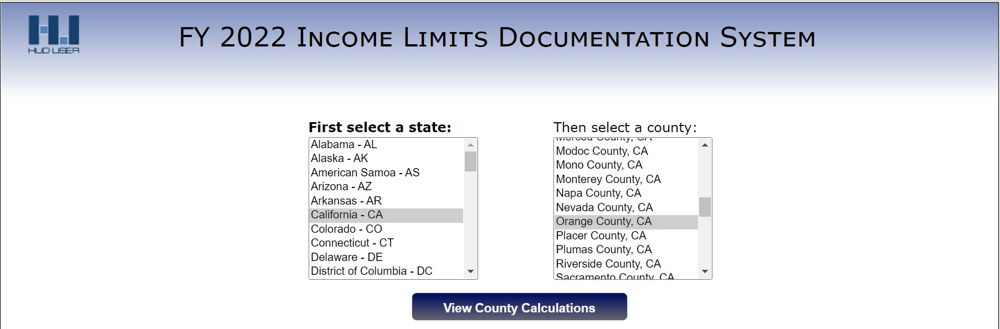 HUD USER
FY 2022 Income Limits Documentation System
First select a state:
Alabama - AL
Alaska - AK
American Samoa - AS
Arizona - AZ
Arkansas - AR
California - CA
Colorado - CO
Connecticut - CT
Delaware - DE
District of Columbia - DC
Then select a county:
Merced County, CA
Modoc County, CA
Mono County, CA
Monterey County, CA
Napa County, CA
Nevada County, CA
Orange County, CA
Placer County, CA
Plumas County, CA
Riverside County, CA
Sacramento County, CA
View County Calculations